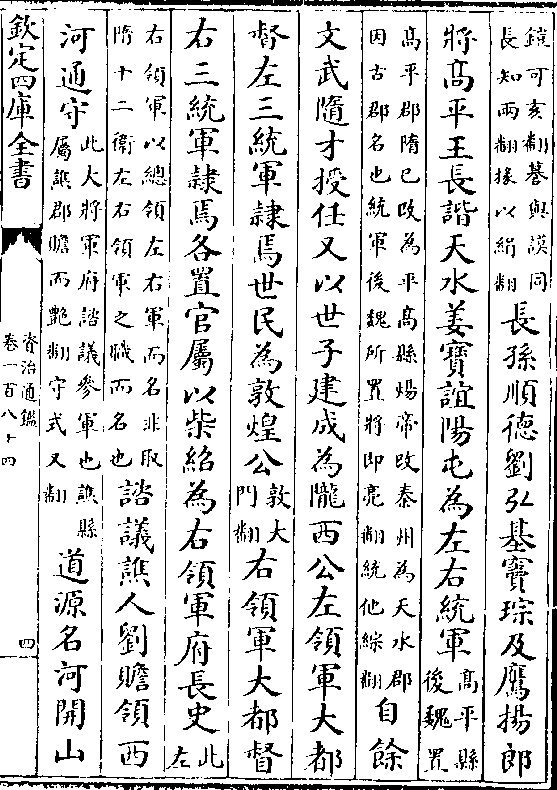 鏜可亥翻謩與謨同
長知兩翻掾以絹翻
長孫順德劉弘基竇琮及鷹揚郎
將髙平王長諧天水姜寶誼陽屯為左右統軍
髙平縣
後魏置
髙平郡隋已改為平髙縣煬帝改秦州為天水郡
因古郡名也統軍後魏所置將即亮翻統他綜翻
自餘
文武隨才授任又以世子建成為隴西公左領軍大都
督左三統軍隷焉世民為敦煌公
敦大
門翻
右領軍大都督
右三統軍隷焉各置官屬以柴紹為右領軍府長史
此
左
右領軍以總領左右軍而名非取
隋十二衛左右領軍之職而名也
諮議譙人劉贍領西
河通守
此大將軍府諮議參軍也譙縣
屬譙郡贍而艷翻守式又翻
道源名河開山
欽定四庫全書
資治通鑑
卷一百八十四
四